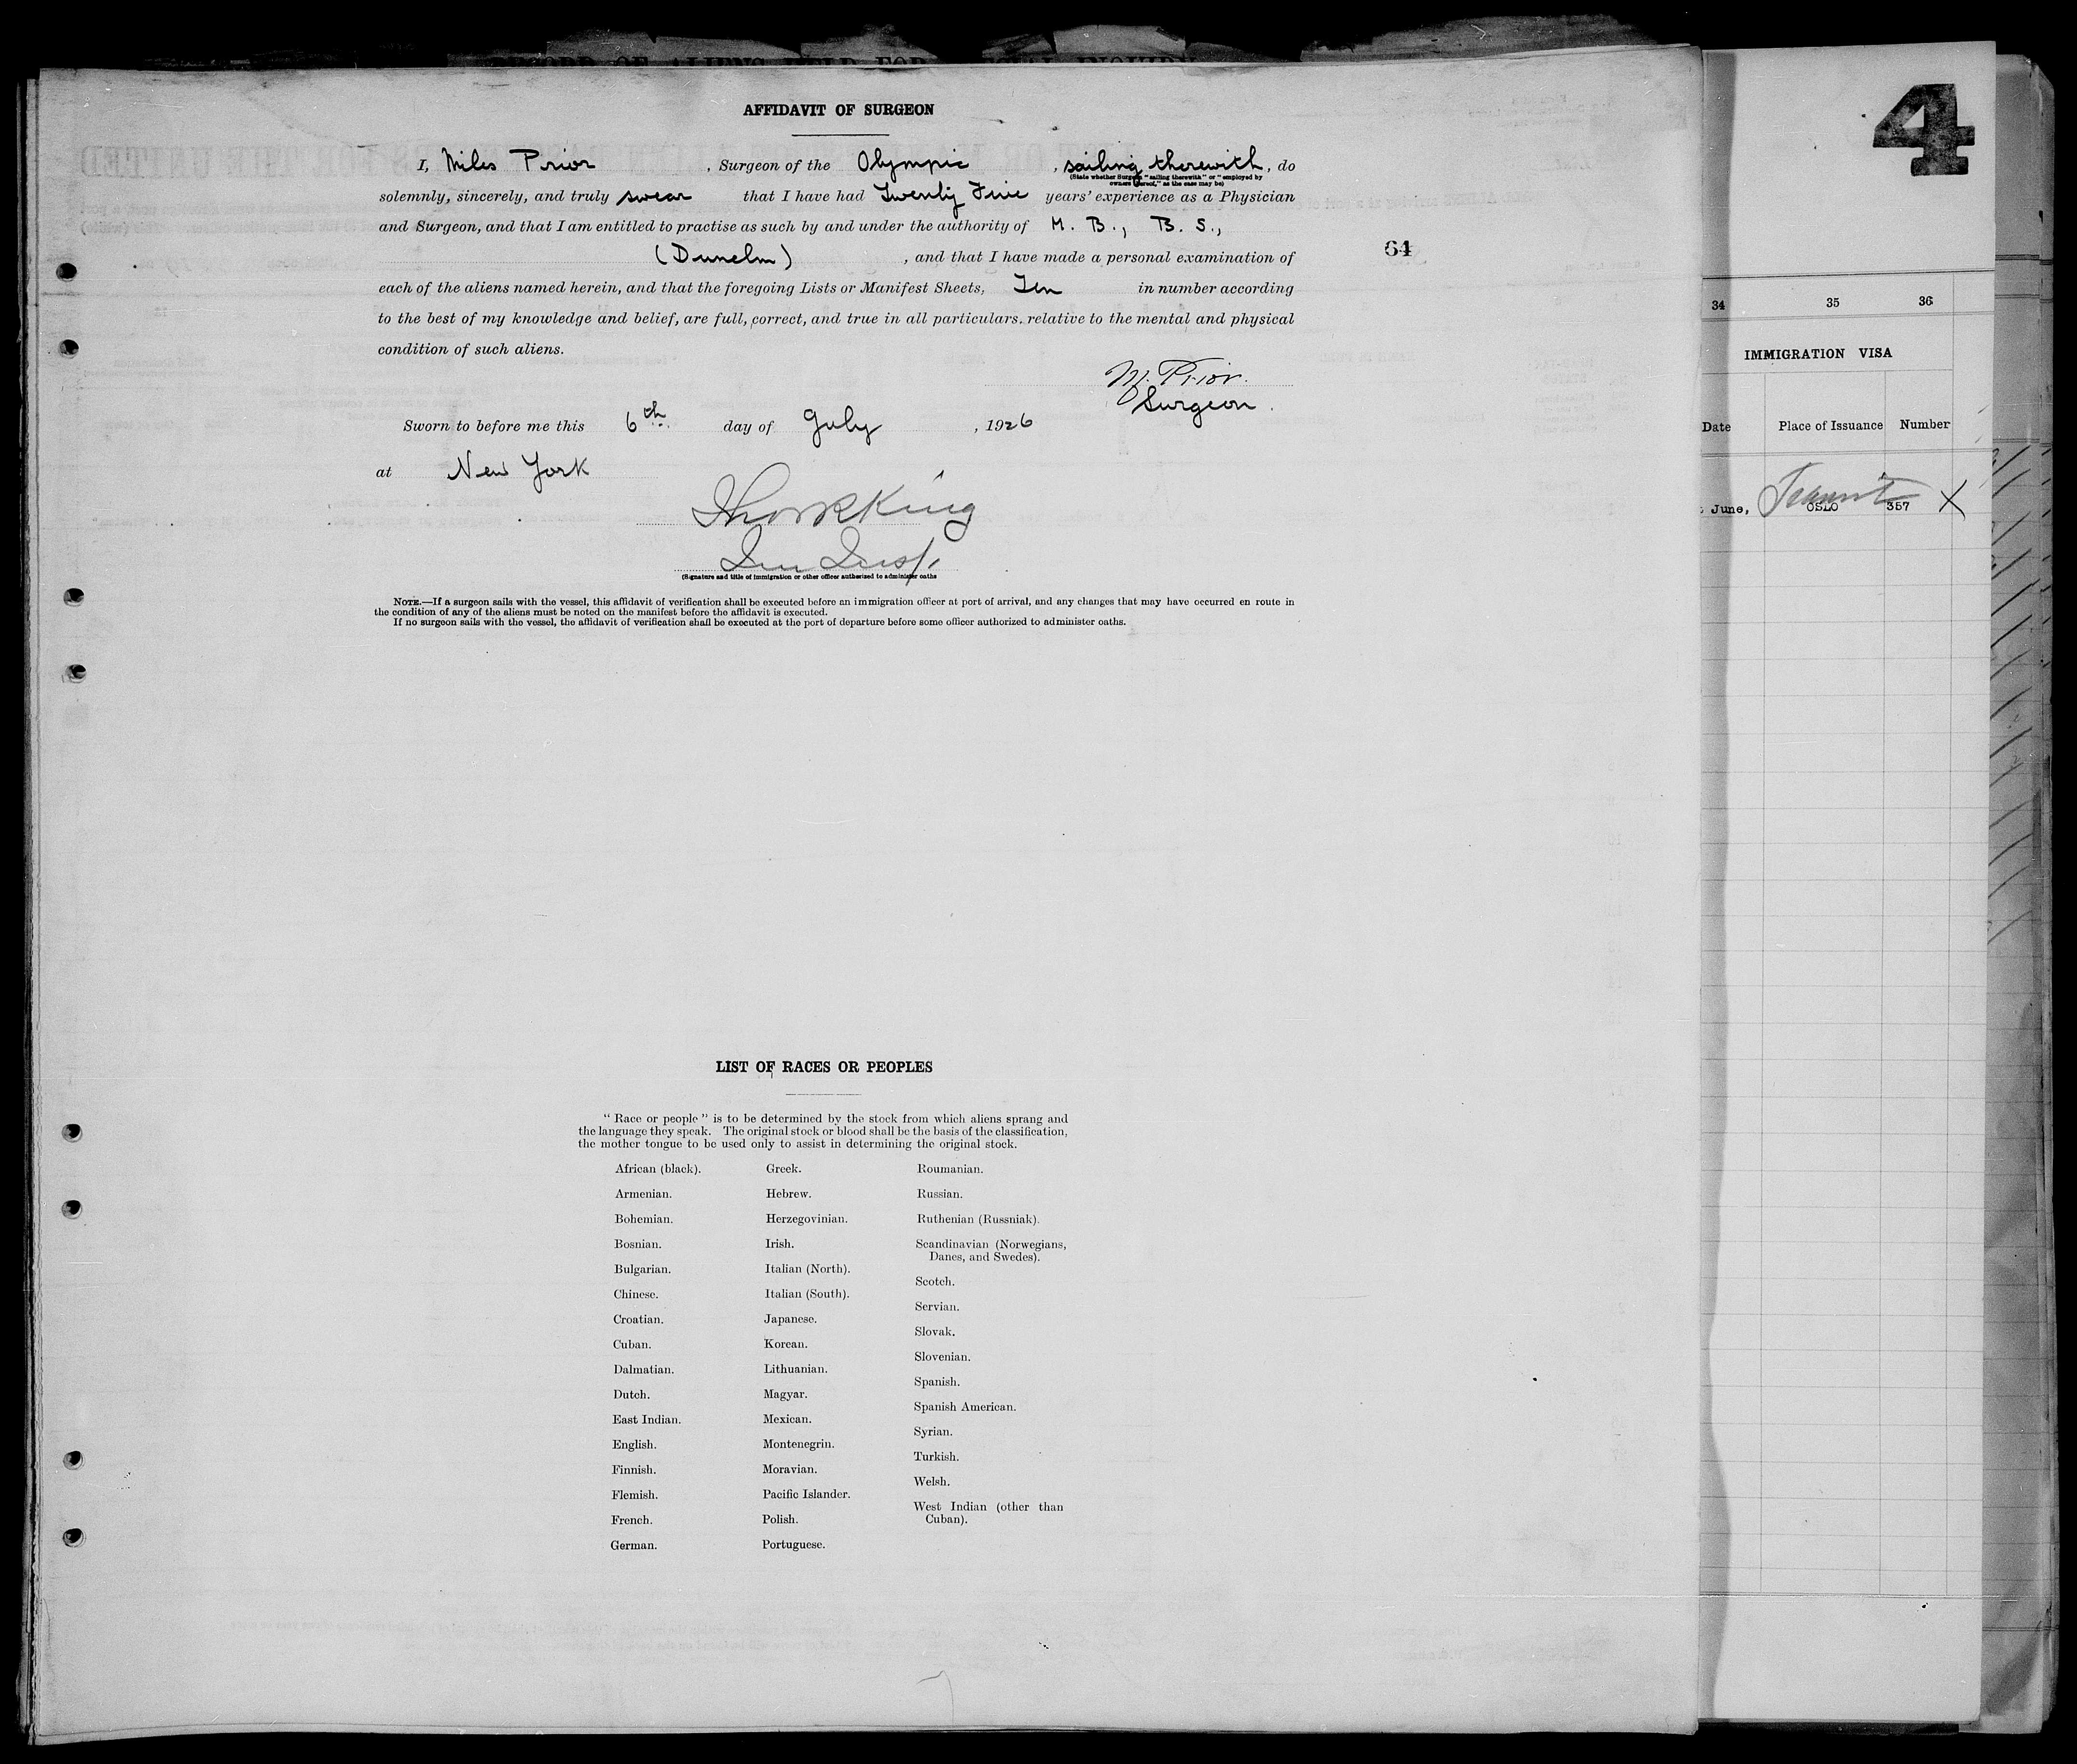 AFFIDAVIT OF SURGEON
I, Miles Prior , Surgeon of the Olympic , sailing therewith, do
(State whether Surgeon "sailing therewith" or "employed by
owners thereof," as the case may be)
solemnly, sincerely, and truly swear that I have had Twenty Five years' experience as a Physician
and Surgeon, and that I am entitled to practise as such by and under the authority of M. B., B. S.,
(Dunelm) , and that I have made a personal examination of
each of the aliens named herein, and that the foregoing Lists or Manifest Sheets, Ten in number according
to the best of my knowledge and belief, are full, correct, and true in all particulars relative to the mental and physical
condition of such aliens.
M. Prior.
Surgeon.
Sworn to before me this 6th day of July , 1926
at New York
King
(Signature and title of immigration or other officer authorized to administer oaths
NOTE.—If a surgeon sails with the vessel, this affidavit of verification shall be executed before an immigration officer at port of arrival, and any changes that may have occurred en route in
the condition of any of the aliens must be noted on the manifest before the affidavit is executed.
If no surgeon sails with the vessel, the affidavit of verification shall be executed at the port of departure before some officer authorized to administer oaths.
LIST OF RACES OR PEOPLES
" Race or people " is to be determined by the stock from which aliens sprang and
the language they speak. The original stock or blood shall be the basis of the classification,
the mother tongue to be used only to assist in determining the original stock.
African (black).
Armenian.
Bohemian.
Bosnian.
Bulgarian.
Chinese.
Croatian.
Cuban.
Dalmatian.
Dutch.
East Indian.
English.
Finnish.
Flemish.
French.
German.
Greek.
Hebrew.
Herzegovinian.
Irish.
Italian (North).
Italian (South).
Japanese.
Korean.
Lithuanian.
Magyar.
Mexican.
Montenegrin.
Moravian.
Pacific Islander.
Polish.
Portuguese.
Roumanian.
Russian.
Ruthenian (Russniak).
Scandinavian (Norwegians,
Danes, and Swedes).
Scotch.
Servian.
Slovak.
Slovenian.
Spanish.
Spanish American.
Syrian.
Turkish.
Welsh.
West Indian (other than
Cuban).
64
4
34 35 36
IMMIGRATION VISA
Date Place of Issuance Number
Transit
June, OSLO 357 X